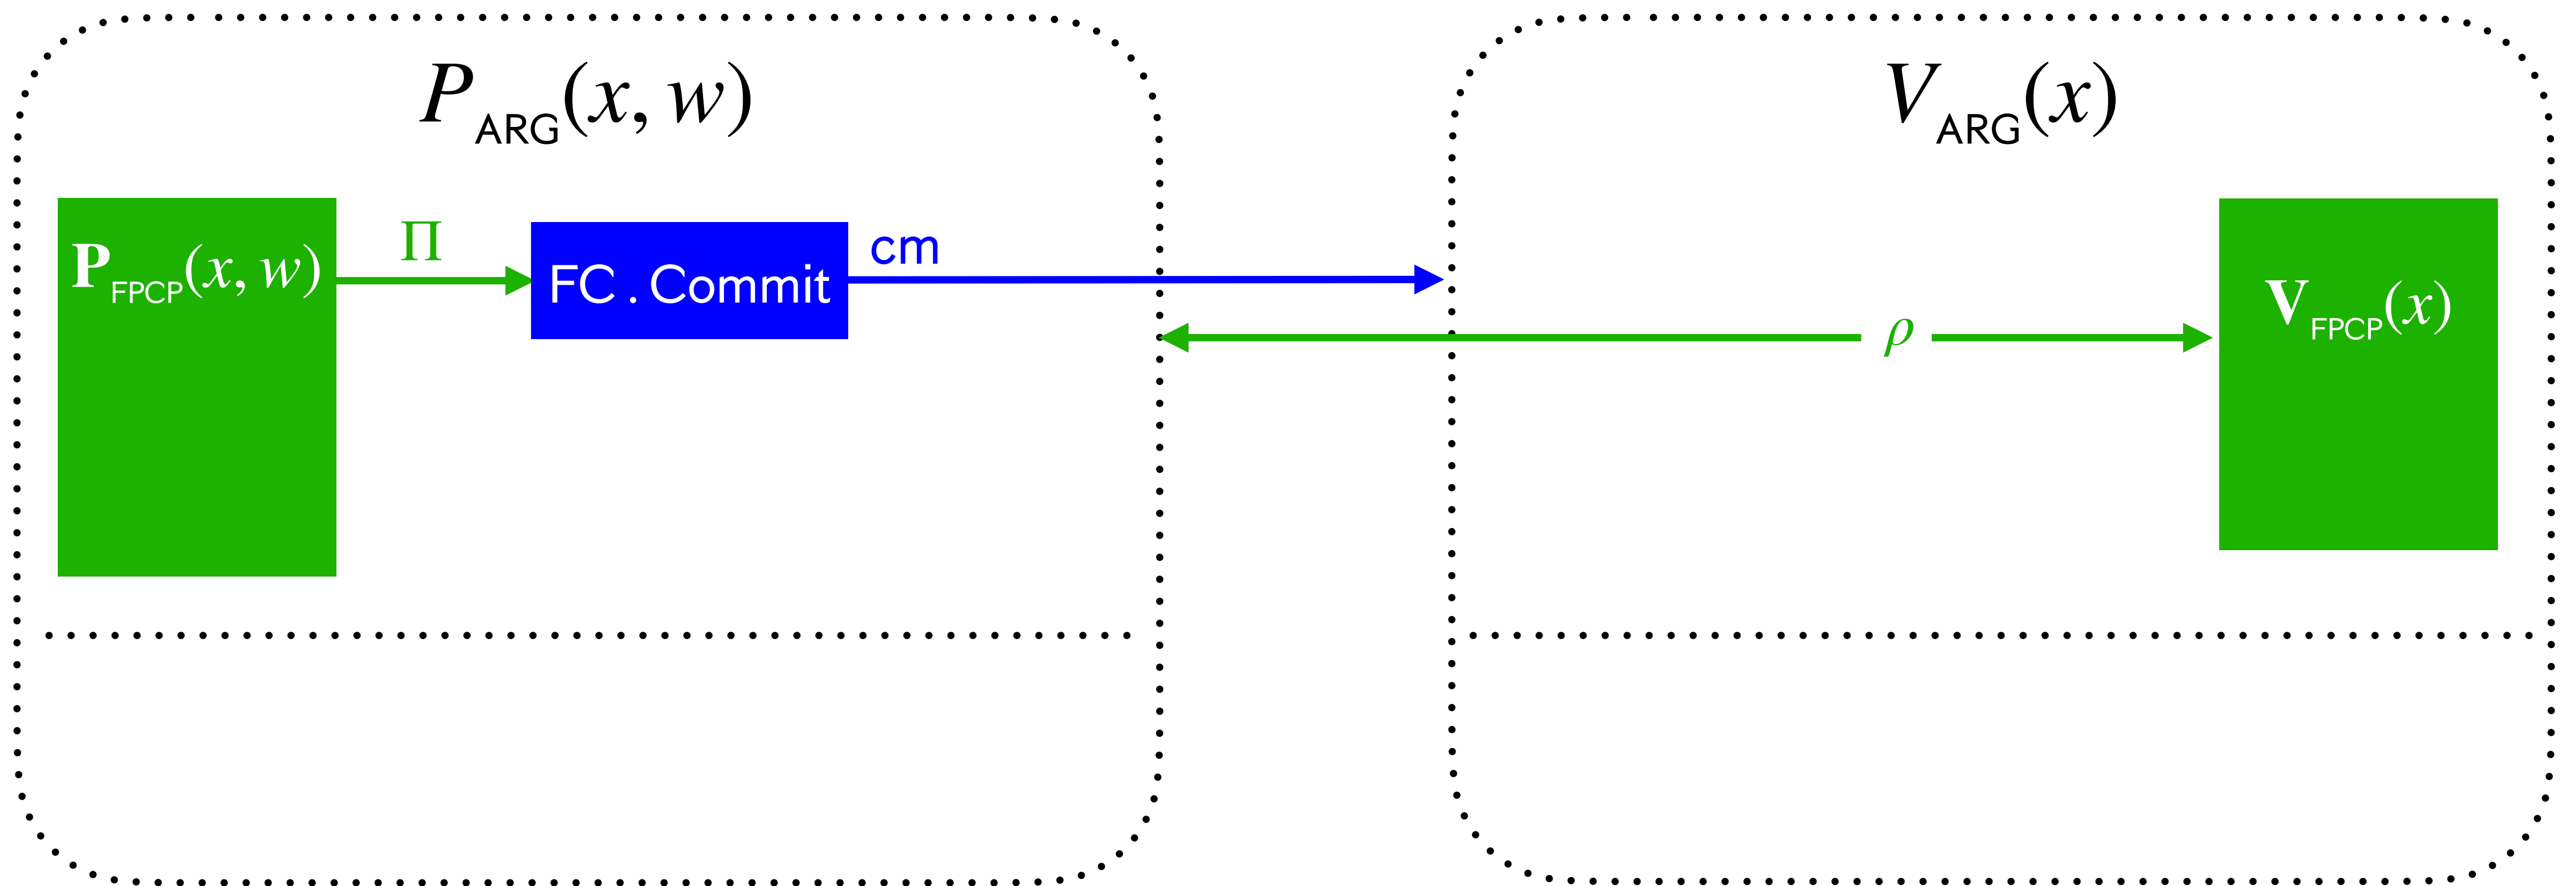 P_ARG(x, w)
V_ARG(x)
P_FPCP(x, w)
Π
FC.Commit
cm
ρ
V_FPCP(x)